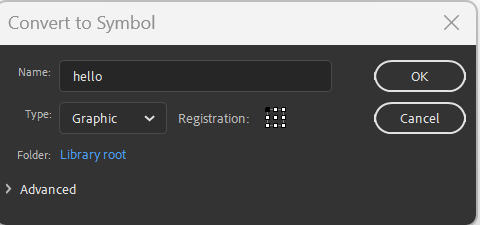 Convert to Symbol
Name: hello OK
Type: Graphic Registration: Cancel
Folder: Library root
Advanced